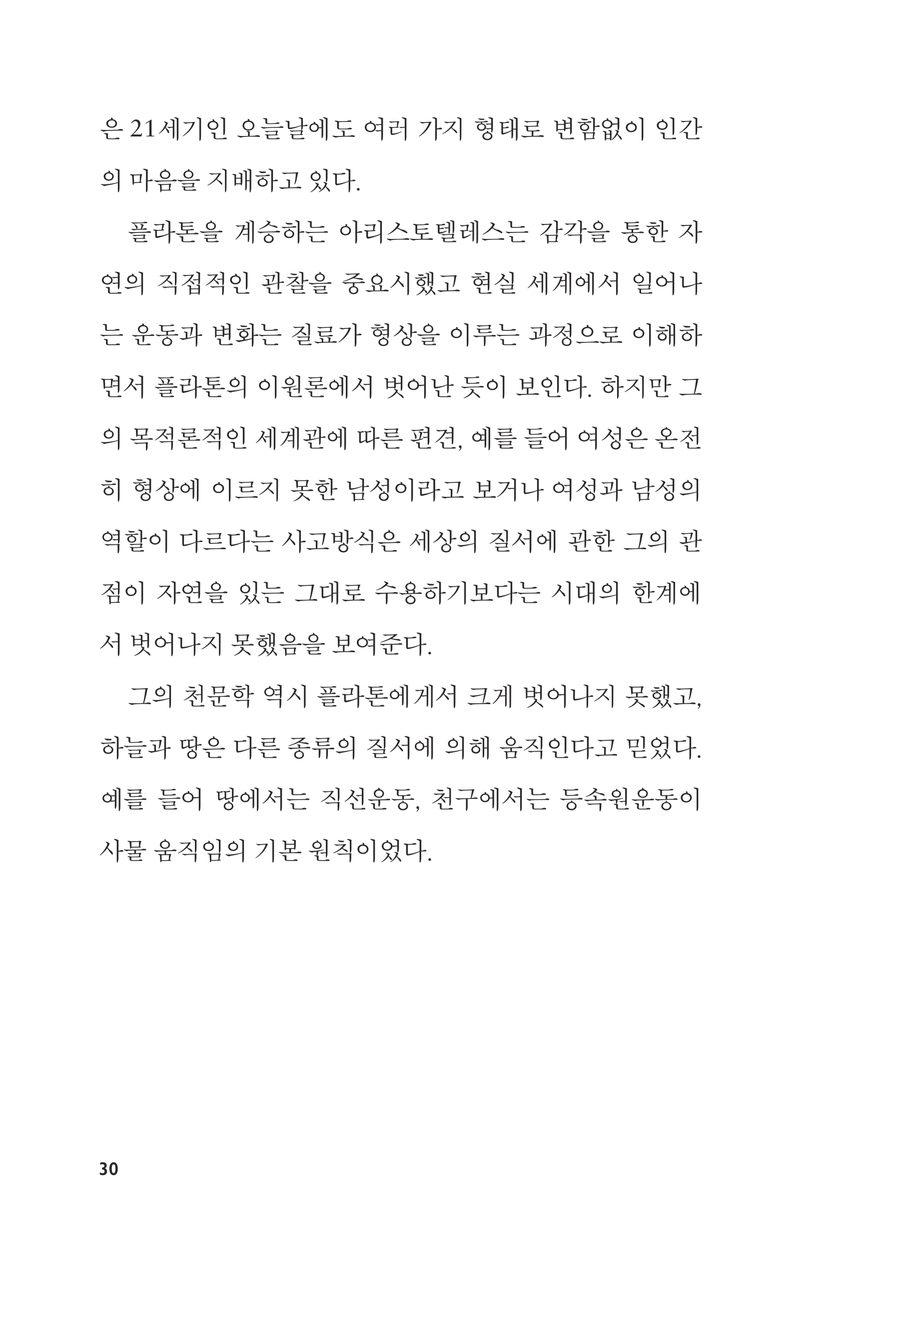 은 21세기인 오늘날에도 여러 가지 형태로 변함없이 인간
의 마음을 지배하고 있다.
플라톤을 계승하는 아리스토텔레스는 감각을 통한 자
연의 직접적인 관찰을 중요시했고 현실 세계에서 일어나
는 운동과 변화는 질료가 형상을 이루는 과정으로 이해하
면서 플라톤의 이원론에서 벗어난 듯이 보인다. 하지만 그
의 목적론적인 세계관에 따른 편견, 예를 들어 여성은 온전
히 형상에 이르지 못한 남성이라고 보거나 여성과 남성의
역할이 다르다는 사고방식은 세상의 질서에 관한 그의 관
점이 자연을 있는 그대로 수용하기보다는 시대의 한계에
서 벗어나지 못했음을 보여준다.
그의 천문학 역시 플라톤에게서 크게 벗어나지 못했고,
하늘과 땅은 다른 종류의 질서에 의해 움직인다고 믿었다.
예를 들어 땅에서는 직선운동, 천구에서는 등속원운동이
사물 움직임의 기본 원칙이었다.
30